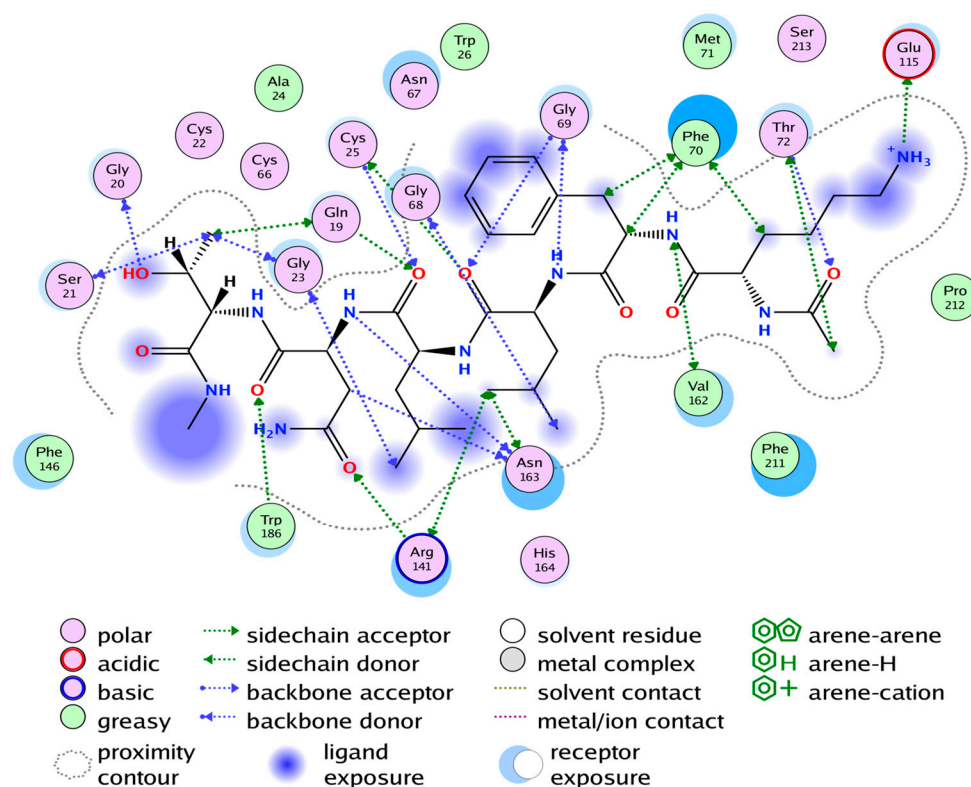 Trp
26
Met
71
Ser
213
Glu
115
Ala
24
Asn
67
Cys
22
Cys
25
Gly
69
Phe
70
Thr
72
Cys
66
Gly
20
Gly
68
+
NH3
Gln
19
H
HO
H
Ser
21
Gly
23
O
O
N
H
N
H
O
H
N
H
N
O
O
N
H
O
O
NH
O
N
H
Pro
212
Val
162
H2N
O
Phe
146
Asn
163
Phe
211
Trp
186
Arg
141
His
164
polar
sidechain acceptor
solvent residue
arene-arene
acidic
sidechain donor
metal complex
H arene-H
basic
backbone acceptor
solvent contact
+ arene-cation
greasy
backbone donor
metal/ion contact
proximity
contour
ligand
exposure
receptor
exposure